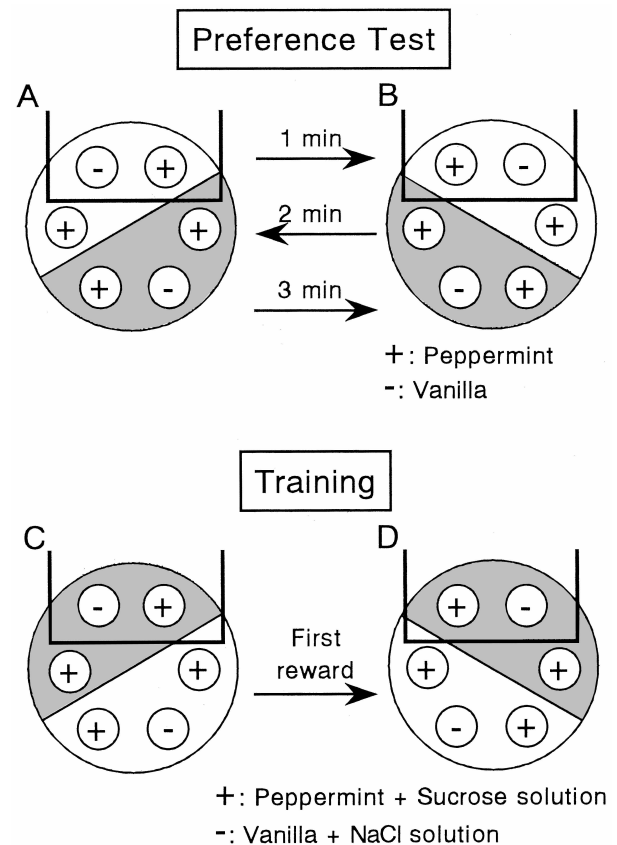 Preference Test
A
B
- +
1 min
+ -
+ +
2 min
+ +
+ -
3 min
- +
+: Peppermint
-: Vanilla
Training
C
D
- +
+ -
+ +
First
reward
+ +
+ -
- +
+: Peppermint + Sucrose solution
-: Vanilla + NaCl solution